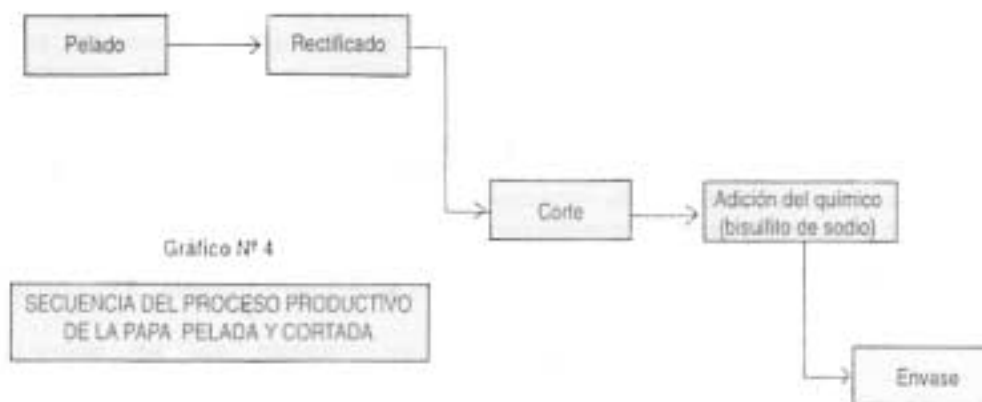 Pelado
Rectificado
Corte
Adición del químico
(bisulfito de sodio)
Gráfico Nº 4
SECUENCIA DEL PROCESO PRODUCTIVO
DE LA PAPA PELADA Y CORTADA
Envase